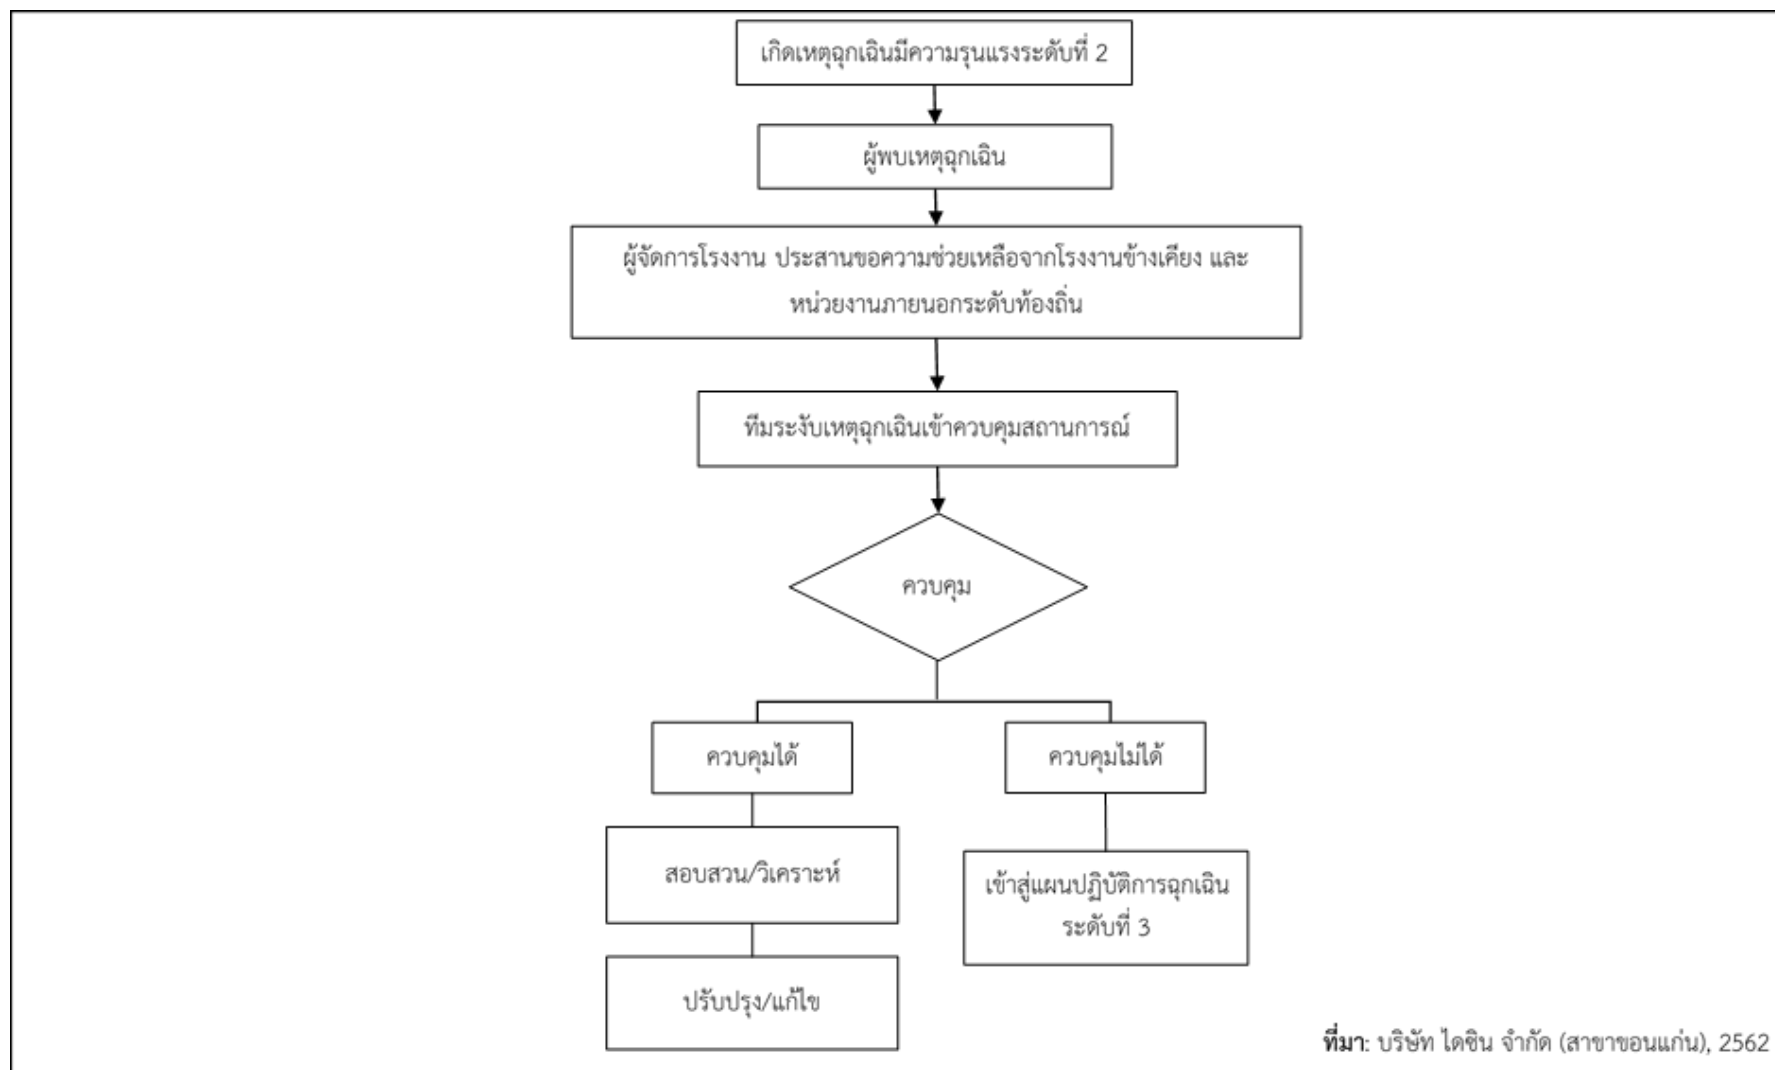 เกิดเหตุฉุกเฉินมีความรุนแรงระดับที่ 2
ผู้พบเหตุฉุกเฉิน
ผู้จัดการโรงงาน ประสานขอความช่วยเหลือจากโรงงานข้างเคียง และ
หน่วยงานภายนอกระดับท้องถิ่น
ทีมระงับเหตุฉุกเฉินเข้าควบคุมสถานการณ์
ควบคุม
ควบคุมได้
ควบคุมไม่ได้
สอบสวน/วิเคราะห์
เข้าสู่แผนปฏิบัติการฉุกเฉิน
ระดับที่ 3
ปรับปรุง/แก้ไข
ที่มา: บริษัท ไดซิน จำกัด (สาขาขอนแก่น), 2562